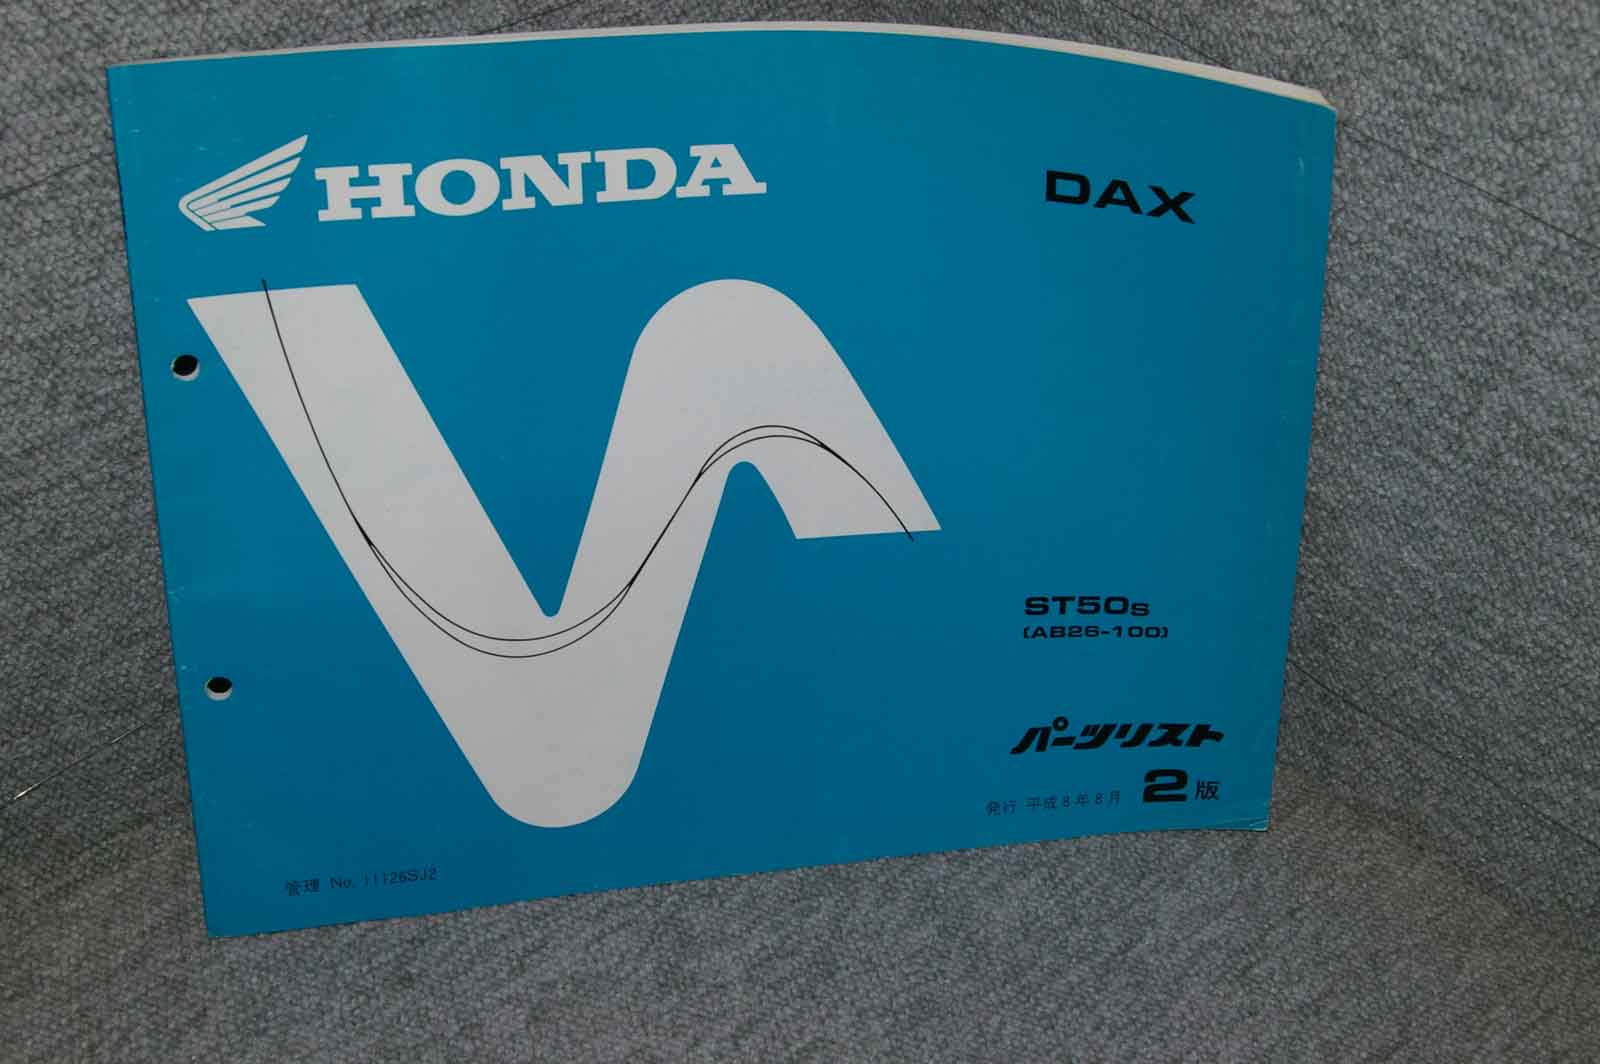 HONDA
DAX
ST50s
(AB26-100)
パーツリスト
発行 平成8年8月 2版
管理 No. 11126SJ2